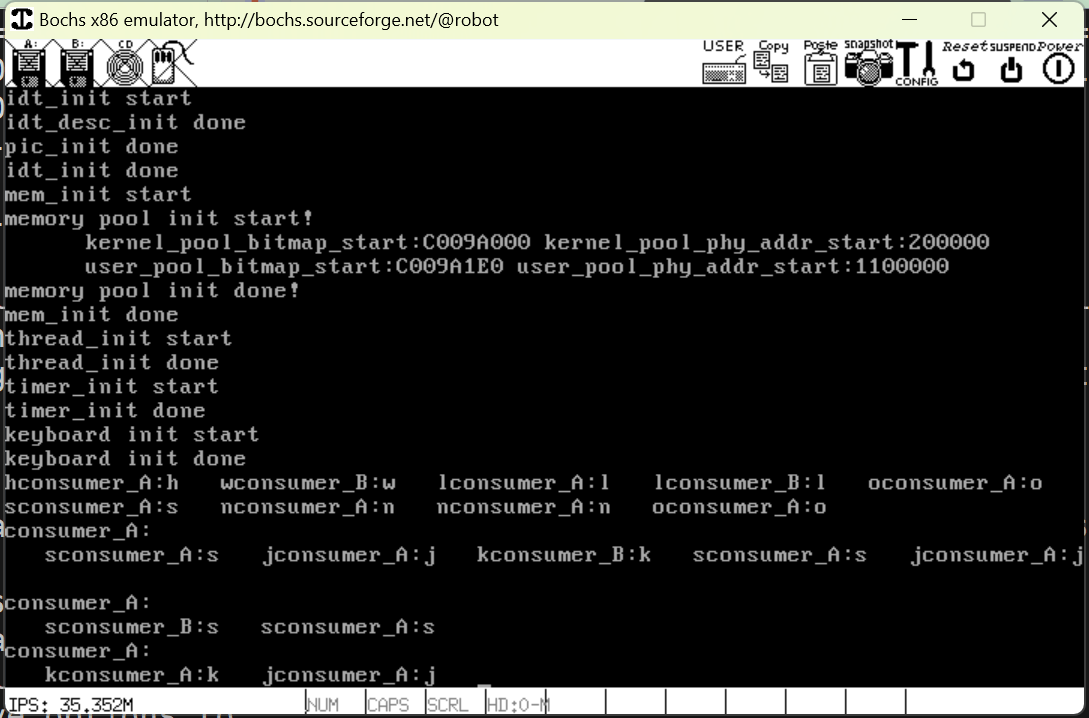 Bochs x86 emulator, http://bochs.sourceforge.net/@robot
A: B: CD USER Copy Poste snapshot CONFIG Reset SUSPEND Power
idt_init start
idt_desc_init done
pic_init done
idt_init done
mem_init start
memory pool init start!
kernel_pool_bitmap_start:C009A000 kernel_pool_phy_addr_start:200000
user_pool_bitmap_start:C009A1E0 user_pool_phy_addr_start:1100000
memory pool init done!
mem_init done
thread_init start
thread_init done
timer_init start
timer_init done
keyboard init start
keyboard init done
hconsumer_A:h wconsumer_B:w lconsumer_A:l lconsumer_B:l oconsumer_A:o
sconsumer_A:s nconsumer_A:n nconsumer_A:n oconsumer_A:o
consumer_A:
sconsumer_A:s jconsumer_A:j kconsumer_B:k sconsumer_A:s jconsumer_A:j
consumer_A:
sconsumer_B:s sconsumer_A:s
consumer_A:
kconsumer_A:k jconsumer_A:j
IPS: 35.352M NUM CAPS SCRL HD:0-M